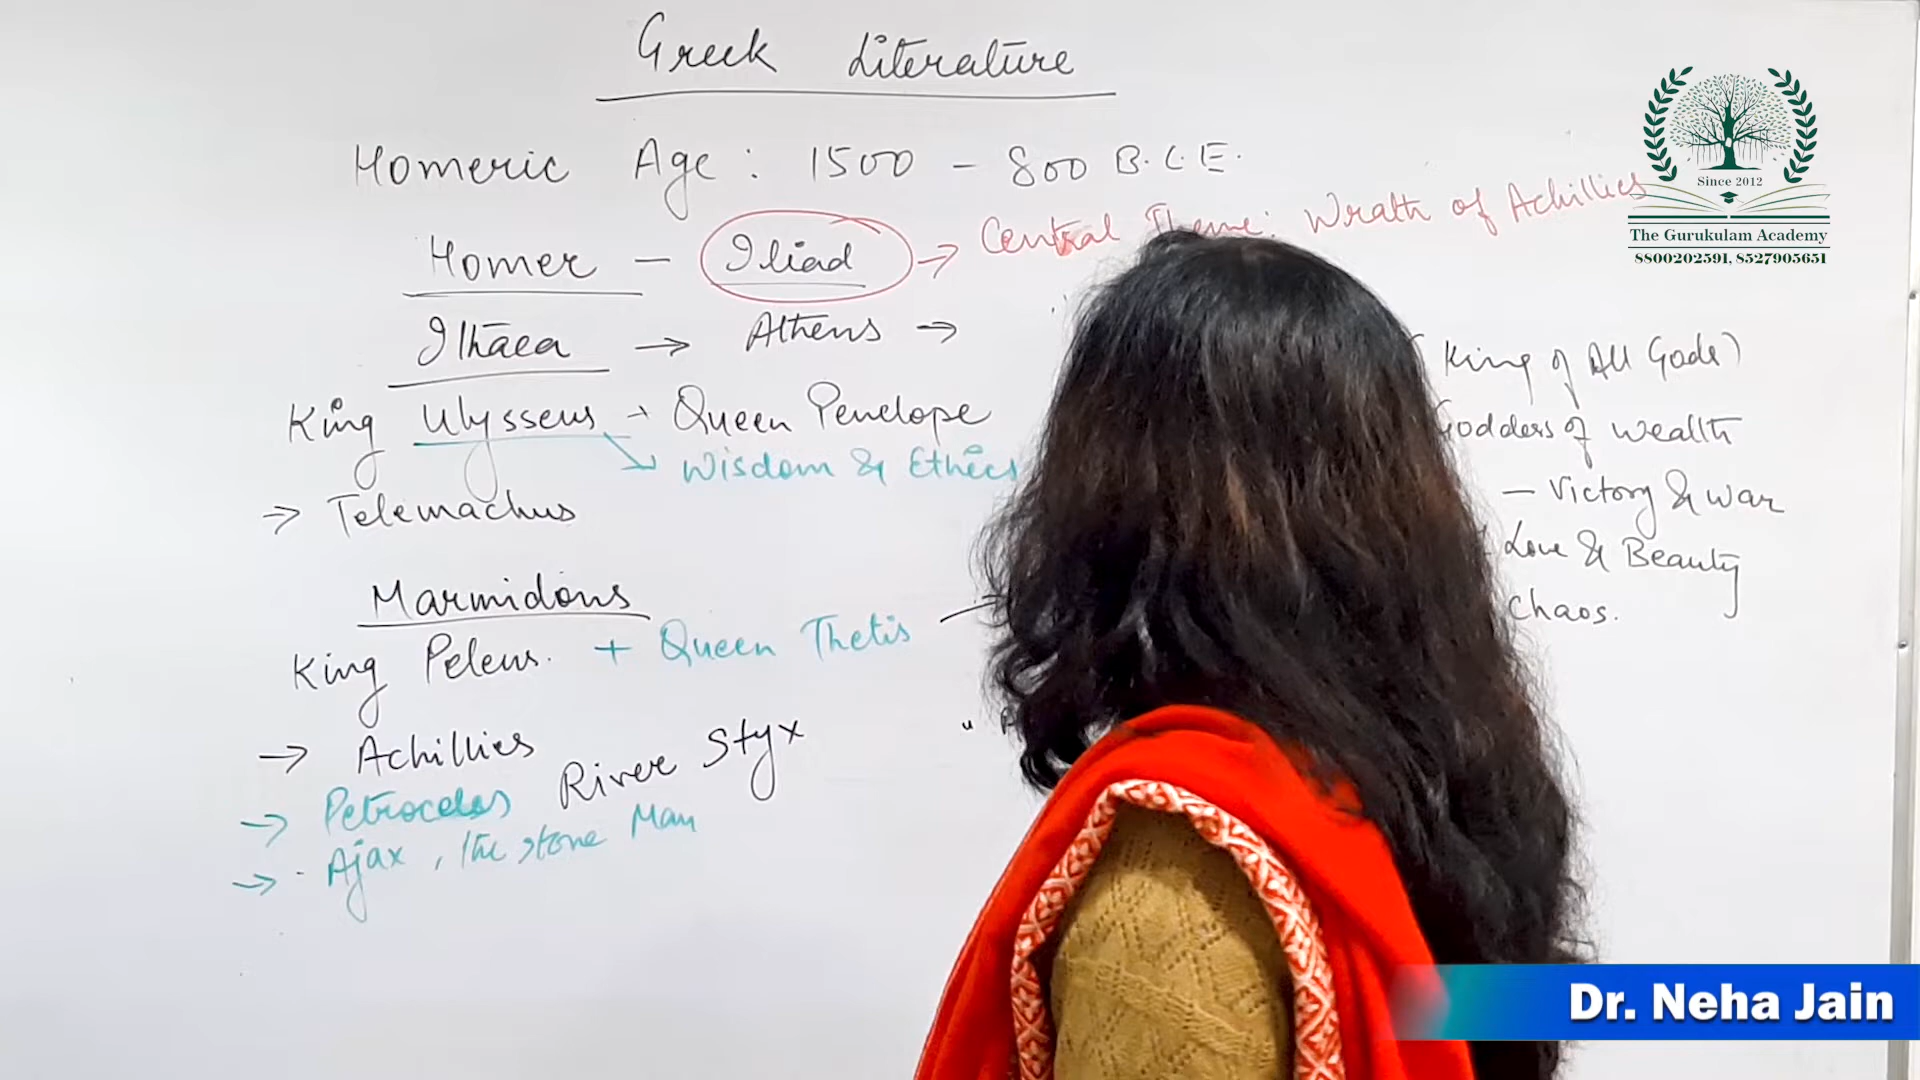 Greek Literature
Homeric Age : 1500 - 800 B.C.E.
Homer - Iliad → Central Theme: Wrath of Achillies
Ithaca → Athens →
(King of All Gods)
King Ulysseus → Queen Penelope
Goddess of Wealth
Wisdom & Ethics
- Victory & War
→ Telemachus
Love & Beauty
Marmidons
Chaos.
King Peleus. + Queen Thetis
→ Achillies
River Styx
→ Petrocelos
→ Ajax, the stone Man
Since 2012
The Gurukulam Academy
8800202591, 8527905651
Dr. Neha Jain